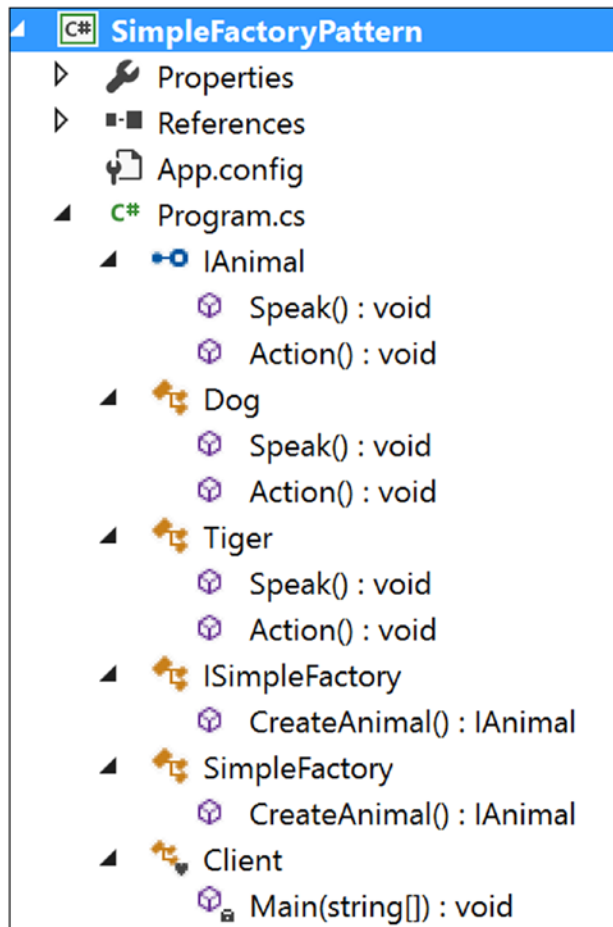 C# SimpleFactoryPattern
Properties
References
App.config
C# Program.cs
IAnimal
Speak() : void
Action() : void
Dog
Speak() : void
Action() : void
Tiger
Speak() : void
Action() : void
ISimpleFactory
CreateAnimal() : IAnimal
SimpleFactory
CreateAnimal() : IAnimal
Client
Main(string[]) : void